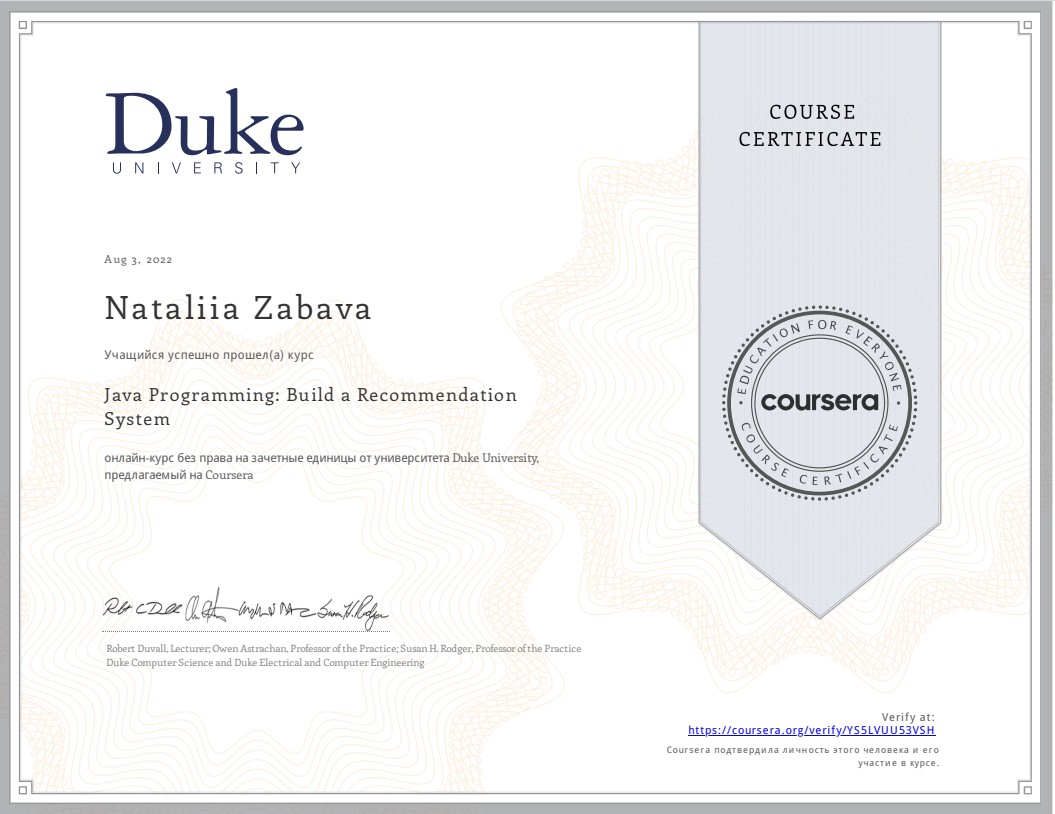 Duke
UNIVERSITY
COURSE
CERTIFICATE
Aug 3, 2022
Nataliia Zabava
Учащийся успешно прошел(а) курс
Java Programming: Build a Recommendation
System
онлайн-курс без права на зачетные единицы от университета Duke University,
предлагаемый на Coursera
EDUCATION FOR EVERYONE
coursera
COURSE CERTIFICATE
Robert Duvall, Lecturer; Owen Astrachan, Professor of the Practice; Susan H. Rodger, Professor of the Practice
Duke Computer Science and Duke Electrical and Computer Engineering
Verify at:
https://coursera.org/verify/YS5LVUU53VSH
Coursera подтвердила личность этого человека и его
участие в курсе.